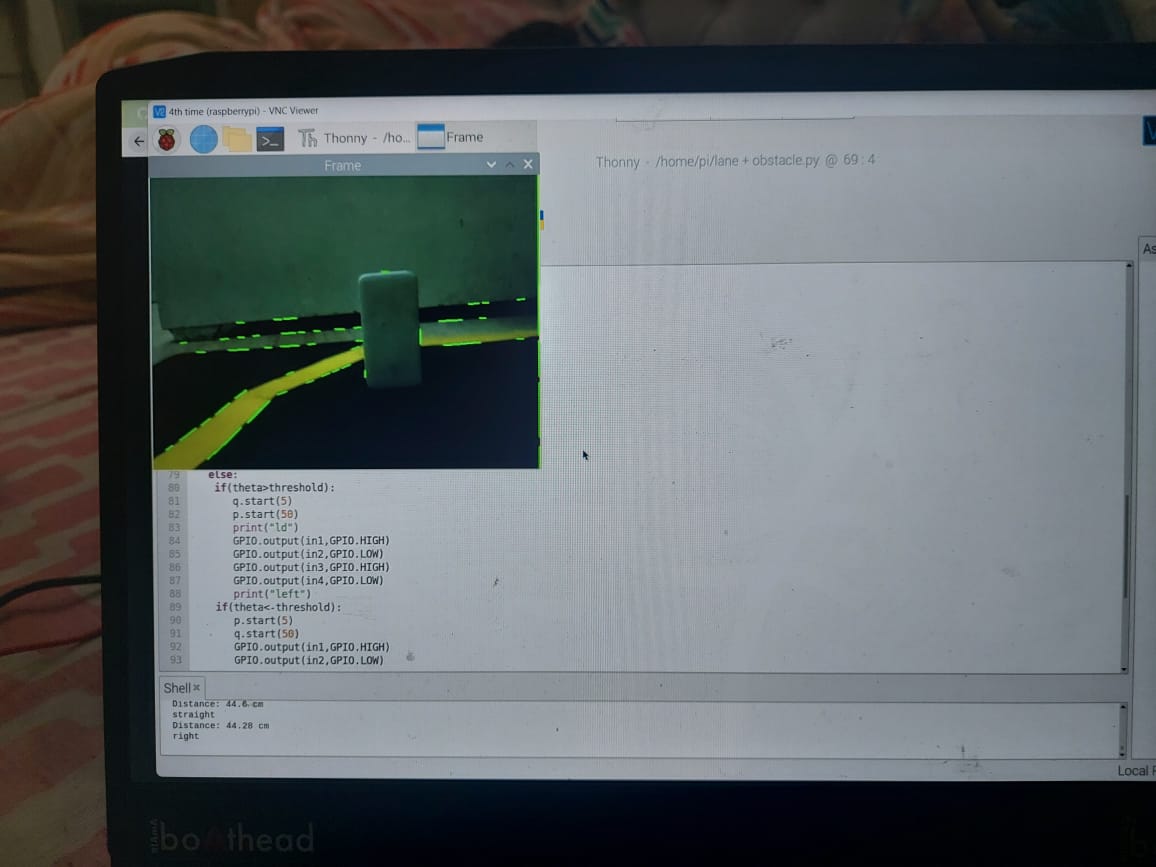 4th time (raspberrypi) - VNC Viewer
Thonny - /ho... Frame
Frame
Thonny - /home/pi/lane + obstacle.py @ 69 : 4
As
79 else:
80 if(theta>threshold):
81 q.start(5)
82 p.start(50)
83 print("ld")
84 GPIO.output(in1,GPIO.HIGH)
85 GPIO.output(in2,GPIO.LOW)
86 GPIO.output(in3,GPIO.HIGH)
87 GPIO.output(in4,GPIO.LOW)
88 print("left")
89 if(theta<-threshold):
90 p.start(5)
91 q.start(50)
92 GPIO.output(in1,GPIO.HIGH)
93 GPIO.output(in2,GPIO.LOW)
Shell
Distance: 44.6 cm
straight
Distance: 44.28 cm
right
Local
boAthead